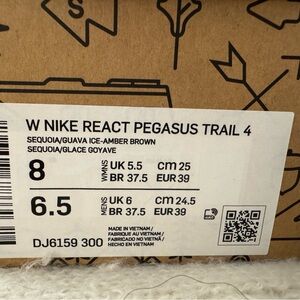 W NIKE REACT PEGASUS TRAIL 4
SEQUOIA/GUAVA ICE-AMBER BROWN
SEQUOIA/GLACE GOYAVE
8 WMNS UK 5.5 cm 25
BR 37.5 EUR 39
6.5 MENS UK 6 cm 24.5
BR 37.5 EUR 39
MADE IN VIETNAM /
FABRIQUE AU VIETNAM /
FABRICADO NO VIETNÃ /
HECHO EN VIETNAM
DJ6159 300
S